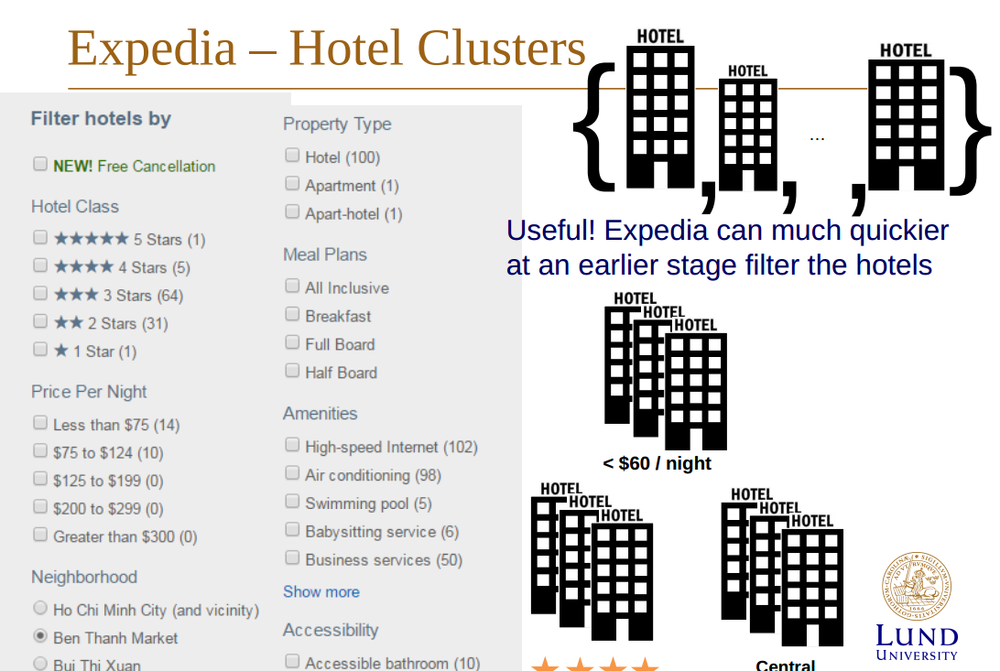 Expedia – Hotel Clusters
HOTEL
HOTEL
HOTEL
{ , , ... , }
Filter hotels by
NEW! Free Cancellation
Hotel Class
★★★★★ 5 Stars (1)
★★★★ 4 Stars (5)
★★★ 3 Stars (64)
★★ 2 Stars (31)
★ 1 Star (1)
Price Per Night
Less than $75 (14)
$75 to $124 (10)
$125 to $199 (0)
$200 to $299 (0)
Greater than $300 (0)
Neighborhood
Ho Chi Minh City (and vicinity)
Ben Thanh Market
Bui Thi Xuan
Property Type
Hotel (100)
Apartment (1)
Apart-hotel (1)
Meal Plans
All Inclusive
Breakfast
Full Board
Half Board
Amenities
High-speed Internet (102)
Air conditioning (98)
Swimming pool (5)
Babysitting service (6)
Business services (50)
Show more
Accessibility
Accessible bathroom (10)
Useful! Expedia can much quickier
at an earlier stage filter the hotels
HOTEL
HOTEL
HOTEL
< $60 / night
HOTEL
HOTEL
HOTEL
★★★★
HOTEL
HOTEL
HOTEL
Central
1666
LUND
UNIVERSITY